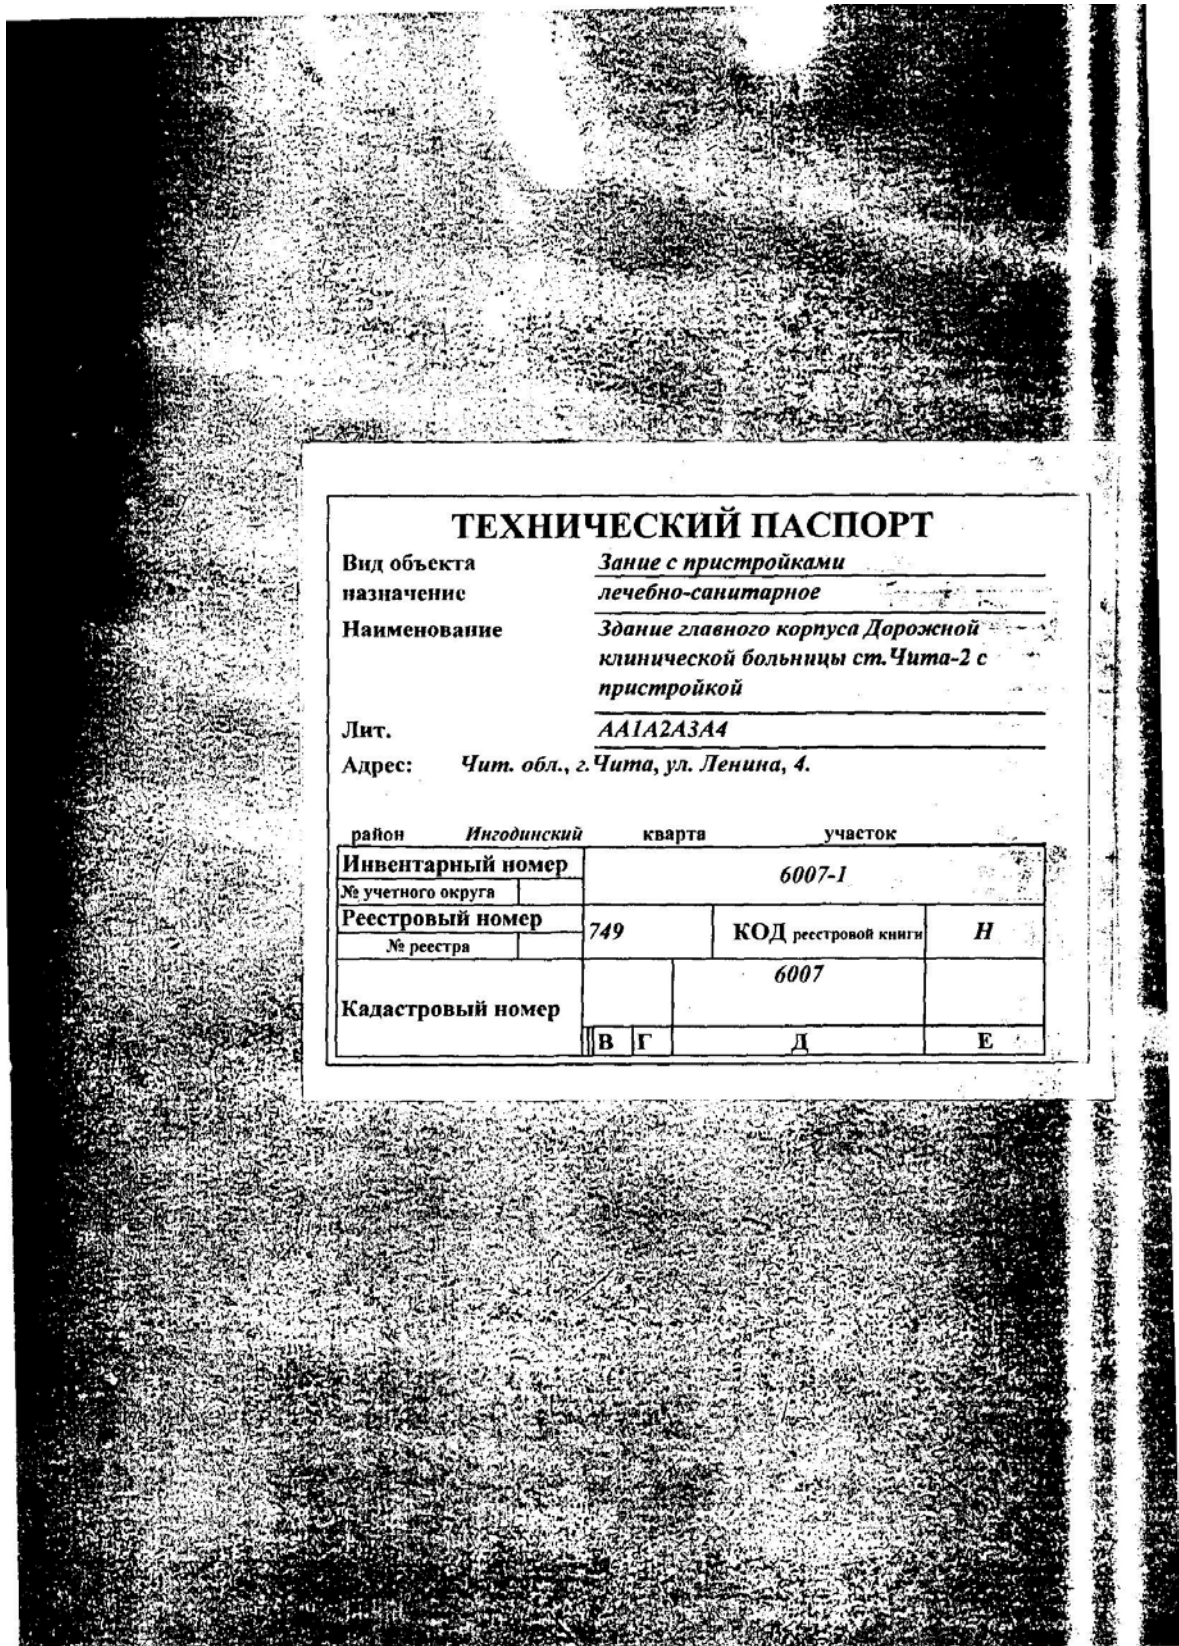 ТЕХНИЧЕСКИЙ ПАСПОРТ
Вид объекта Зание с пристройками
назначение лечебно-санитарное
Наименование Здание главного корпуса Дорожной
клинической больницы ст.Чита-2 с
пристройкой
Лит. АА1А2А3А4
Адрес: Чит. обл., г.Чита, ул. Ленина, 4.
район Ингодинский кварта участок
Инвентарный номер 6007-1
№ учетного округа
Реестровый номер 749 КОД реестровой книги Н
№ реестра
6007
Кадастровый номер
В Г Д Е